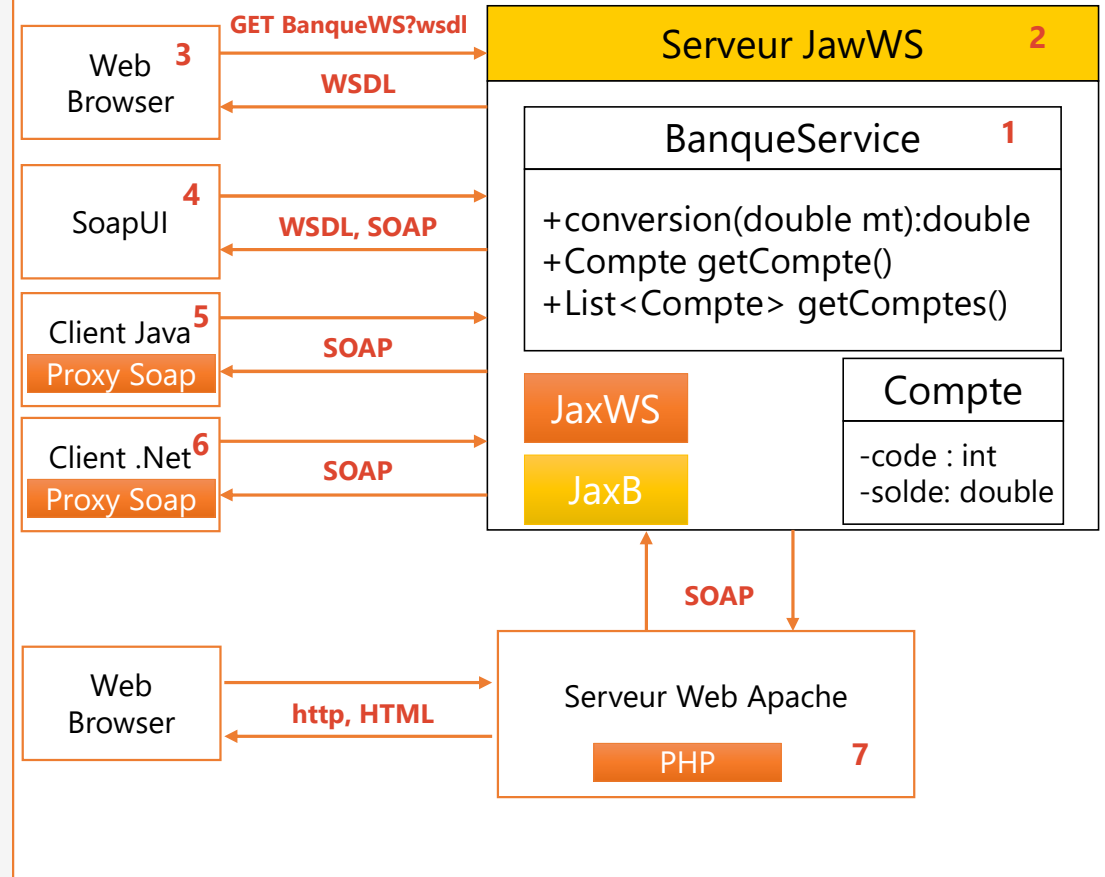 GET BanqueWS?wsdl
3
Web
Browser
WSDL
Serveur JawWS
2
BanqueService
1
+conversion(double mt):double
+Compte getCompte()
+List<Compte> getComptes()
4
SoapUI
WSDL, SOAP
5
Client Java
Proxy Soap
SOAP
6
Client .Net
Proxy Soap
SOAP
JaxWS
JaxB
Compte
-code : int
-solde: double
SOAP
Web
Browser
http, HTML
Serveur Web Apache
PHP
7